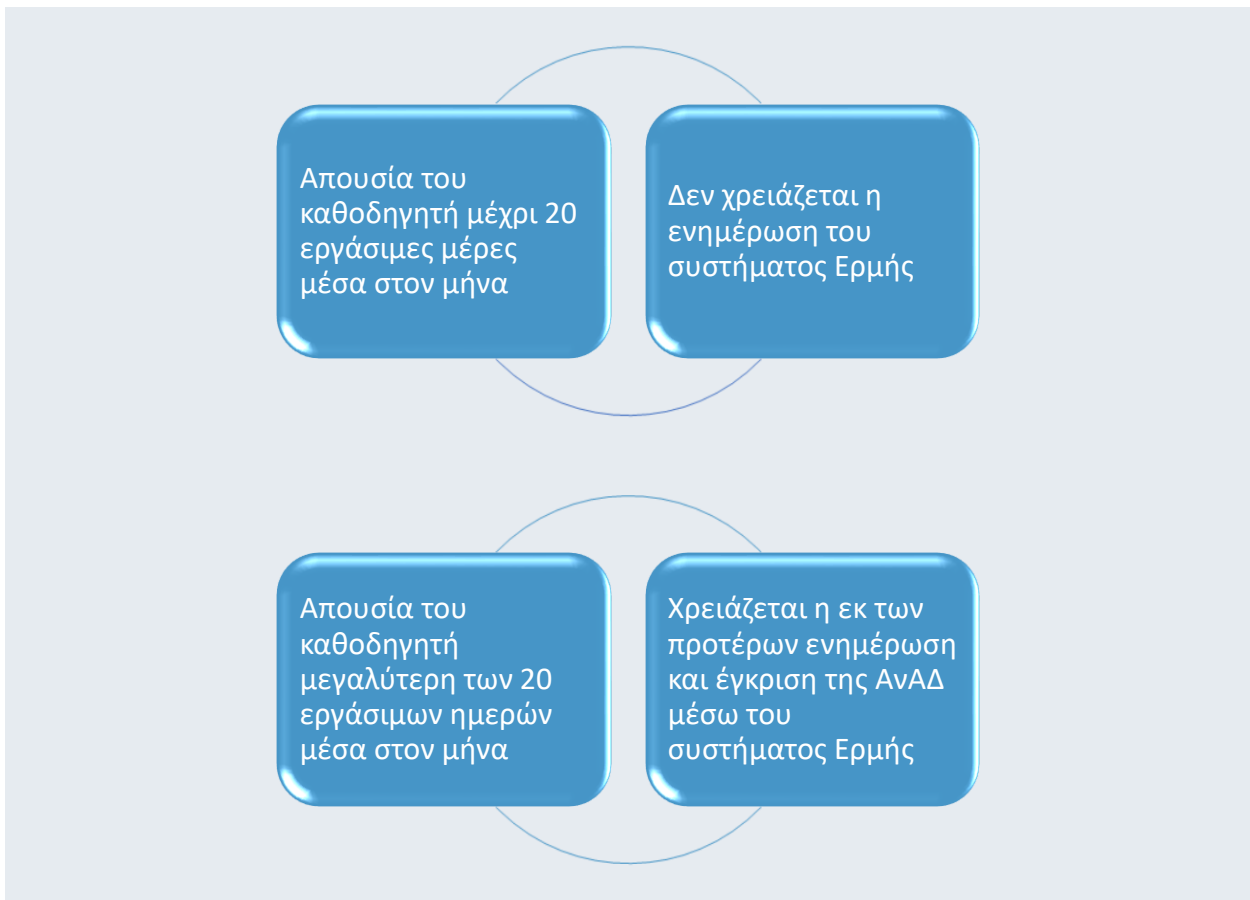 Απουσία του
καθοδηγητή μέχρι 20
εργάσιμες μέρες
μέσα στον μήνα
Δεν χρειάζεται η
ενημέρωση του
συστήματος Ερμής
Απουσία του
καθοδηγητή
μεγαλύτερη των 20
εργάσιμων ημερών
μέσα στον μήνα
Χρειάζεται η εκ των
προτέρων ενημέρωση
και έγκριση της ΑνΑΔ
μέσω του
συστήματος Ερμής